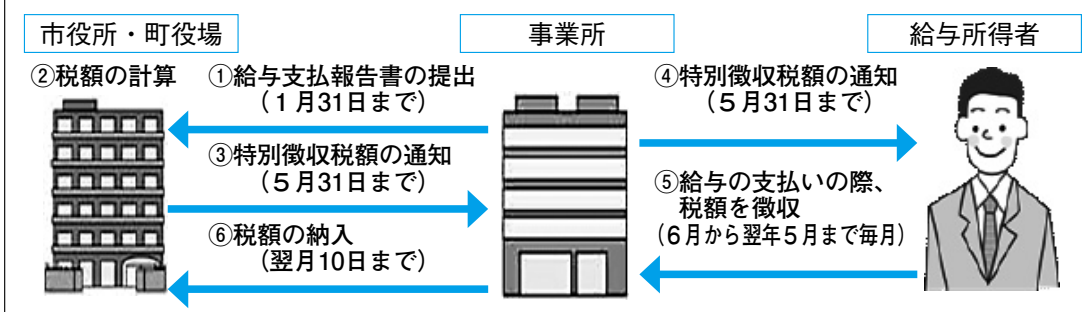 市役所・町役場
事業所
給与所得者
②税額の計算
①給与支払報告書の提出
（1月31日まで）
③特別徴収税額の通知
（5月31日まで）
⑥税額の納入
（翌月10日まで）
④特別徴収税額の通知
（5月31日まで）
⑤給与の支払いの際、
税額を徴収
（6月から翌年5月まで毎月）